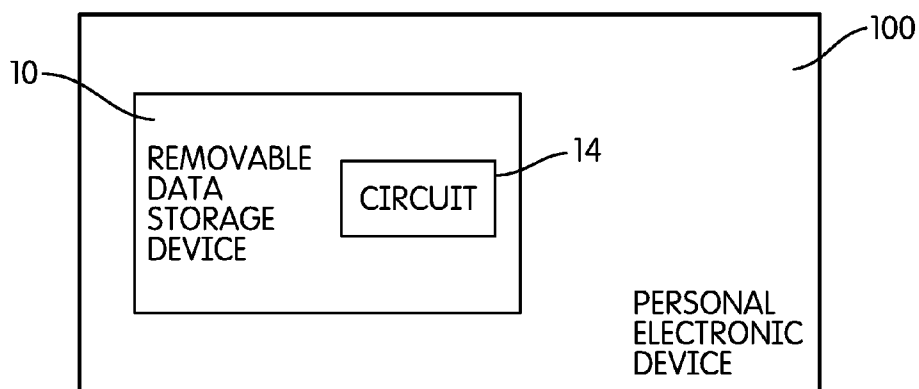 100
10
REMOVABLE
DATA
STORAGE
DEVICE
14
CIRCUIT
PERSONAL
ELECTRONIC
DEVICE